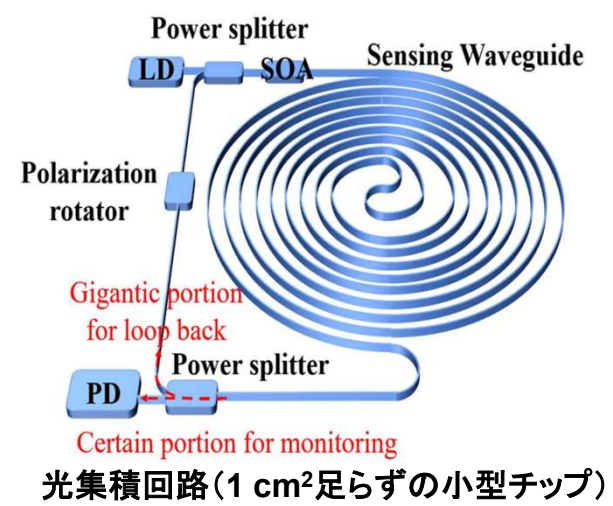 Power splitter
LD
SOA
Sensing Waveguide
Polarization
rotator
Gigantic portion
for loop back
Power splitter
PD
Certain portion for monitoring
光集積回路(1 cm²足らずの小型チップ)